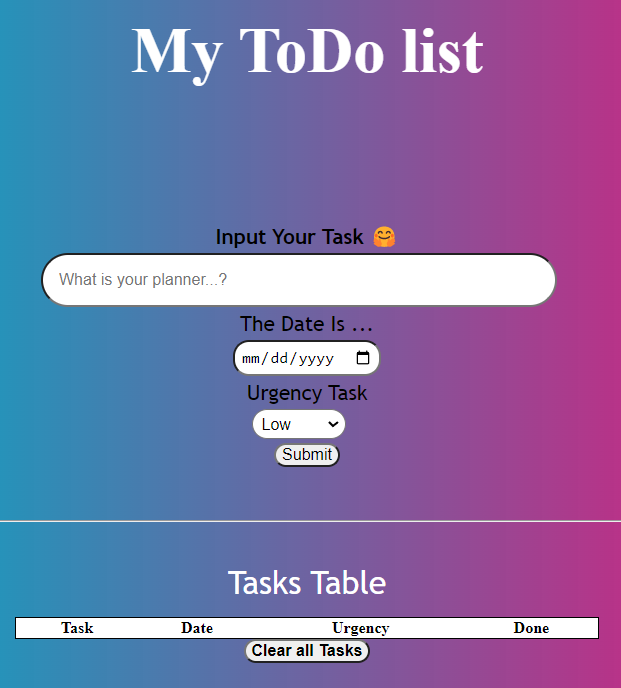 My ToDo list
Input Your Task 🤗
What is your planner...?
The Date Is ...
mm/dd/yyyy
Urgency Task
Low
Submit
Tasks Table
Task Date Urgency Done
Clear all Tasks